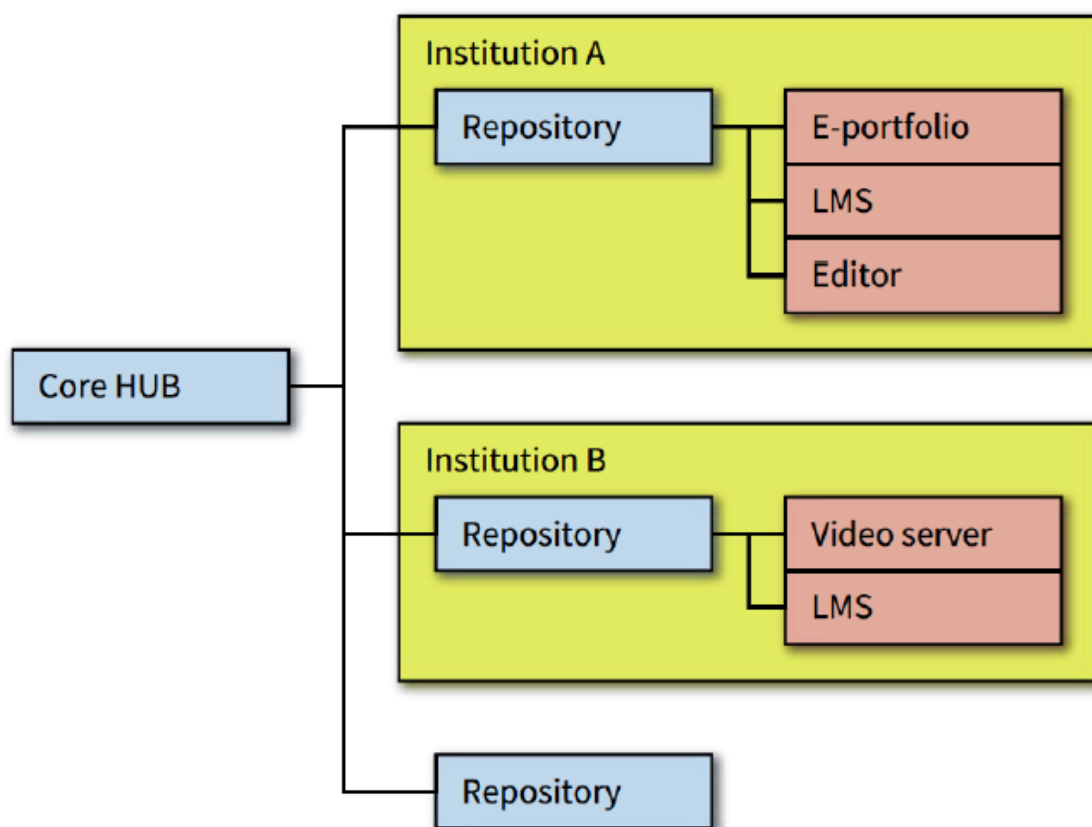 Institution A
Repository
E-portfolio
LMS
Editor
Core HUB
Institution B
Repository
Video server
LMS
Repository